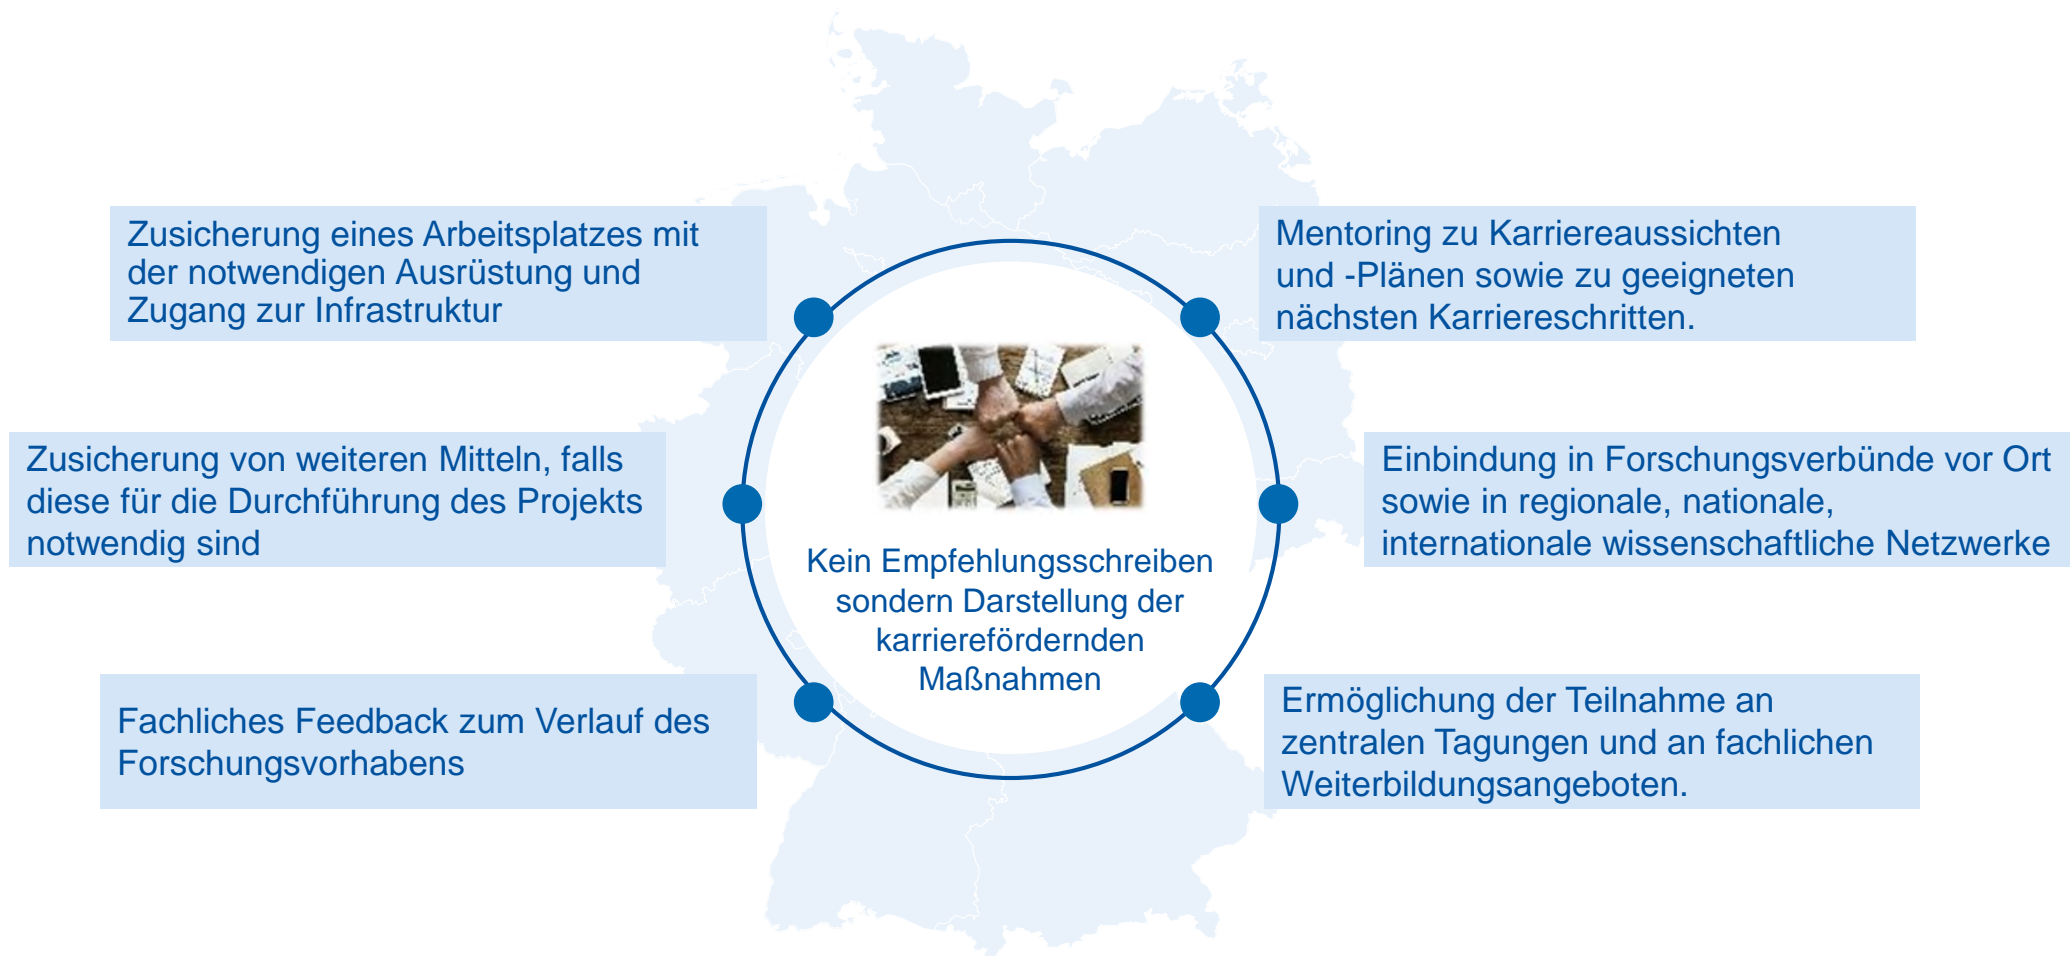 Zusicherung eines Arbeitsplatzes mit
der notwendigen Ausrüstung und
Zugang zur Infrastruktur
Zusicherung von weiteren Mitteln, falls
diese für die Durchführung des Projekts
notwendig sind
Fachliches Feedback zum Verlauf des
Forschungsvorhabens
Kein Empfehlungsschreiben
sondern Darstellung der
karrierefördernden
Maßnahmen
Mentoring zu Karriereaussichten
und -Plänen sowie zu geeigneten
nächsten Karriereschritten.
Einbindung in Forschungsverbünde vor Ort
sowie in regionale, nationale,
internationale wissenschaftliche Netzwerke
Ermöglichung der Teilnahme an
zentralen Tagungen und an fachlichen
Weiterbildungsangeboten.